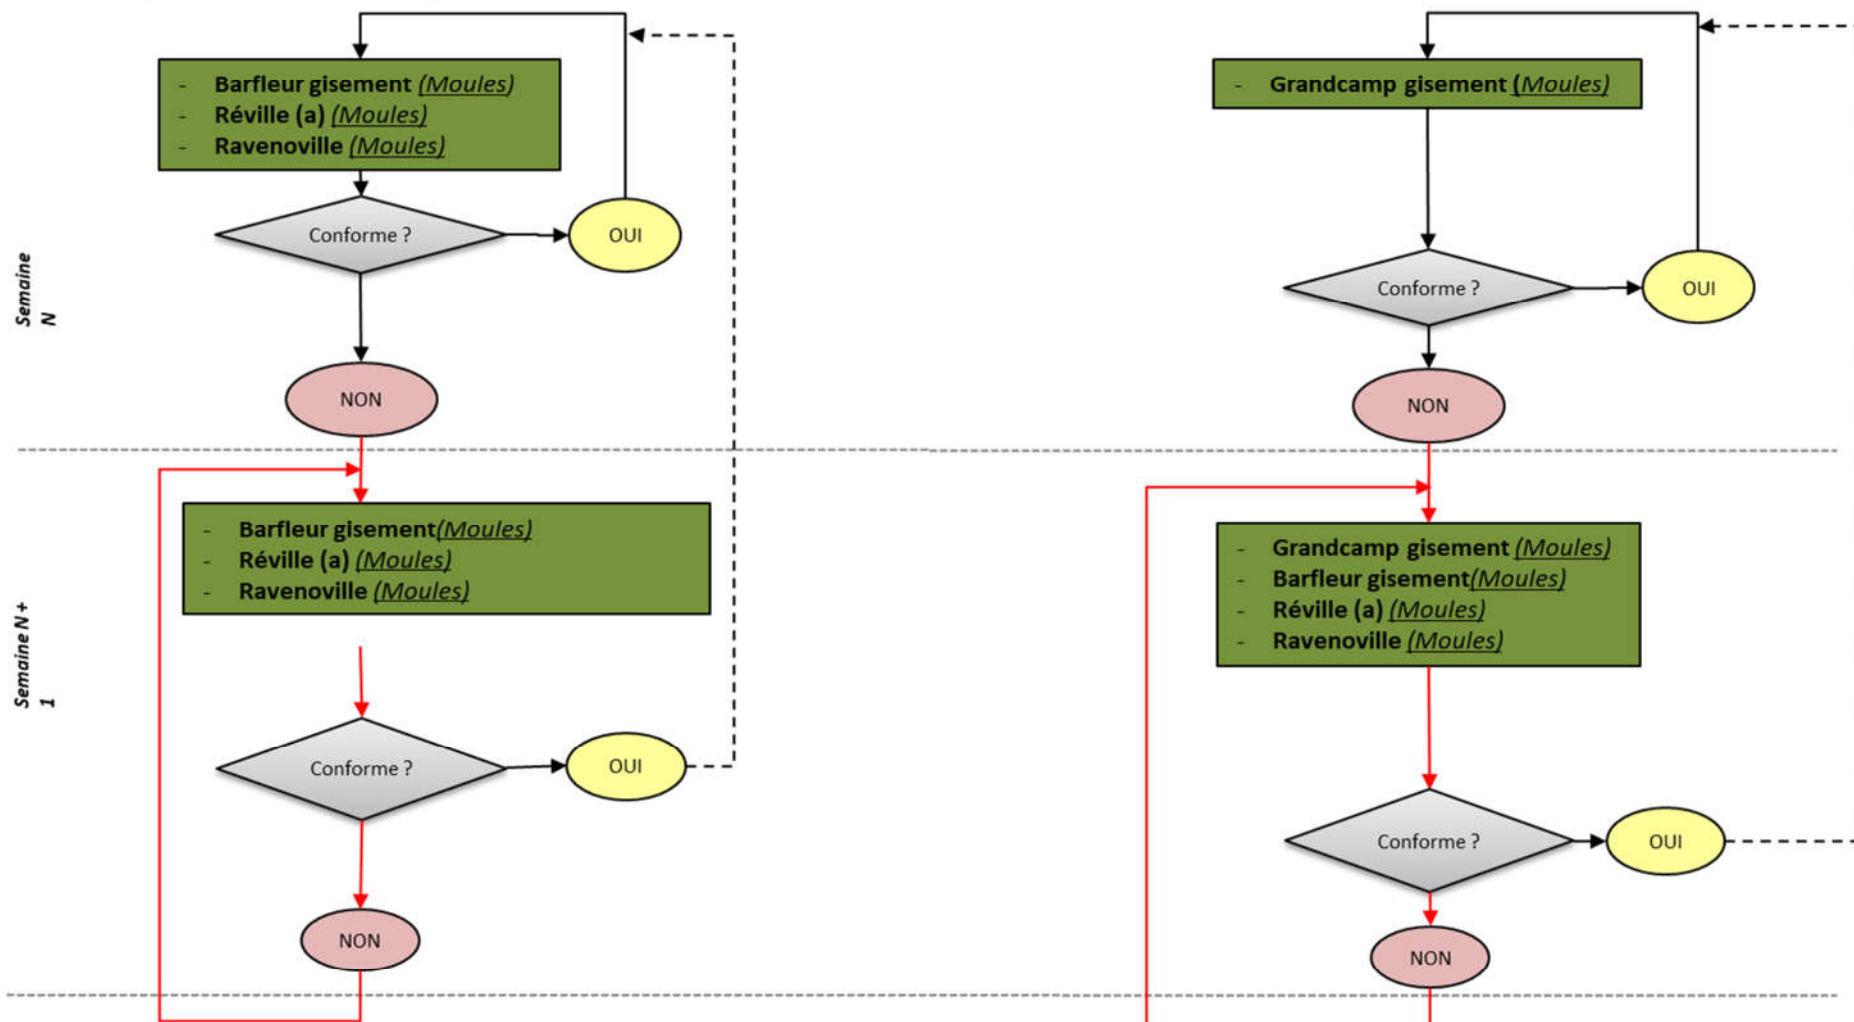 - Barfleur gisement (Moules)
- Réville (a) (Moules)
- Ravenoville (Moules)
Conforme ?
OUI
NON
- Grandcamp gisement (Moules)
Conforme ?
OUI
NON
Semaine
N
- Barfleur gisement(Moules)
- Réville (a) (Moules)
- Ravenoville (Moules)
Conforme ?
OUI
NON
- Grandcamp gisement (Moules)
- Barfleur gisement(Moules)
- Réville (a) (Moules)
- Ravenoville (Moules)
Conforme ?
OUI
NON
Semaine N +
1